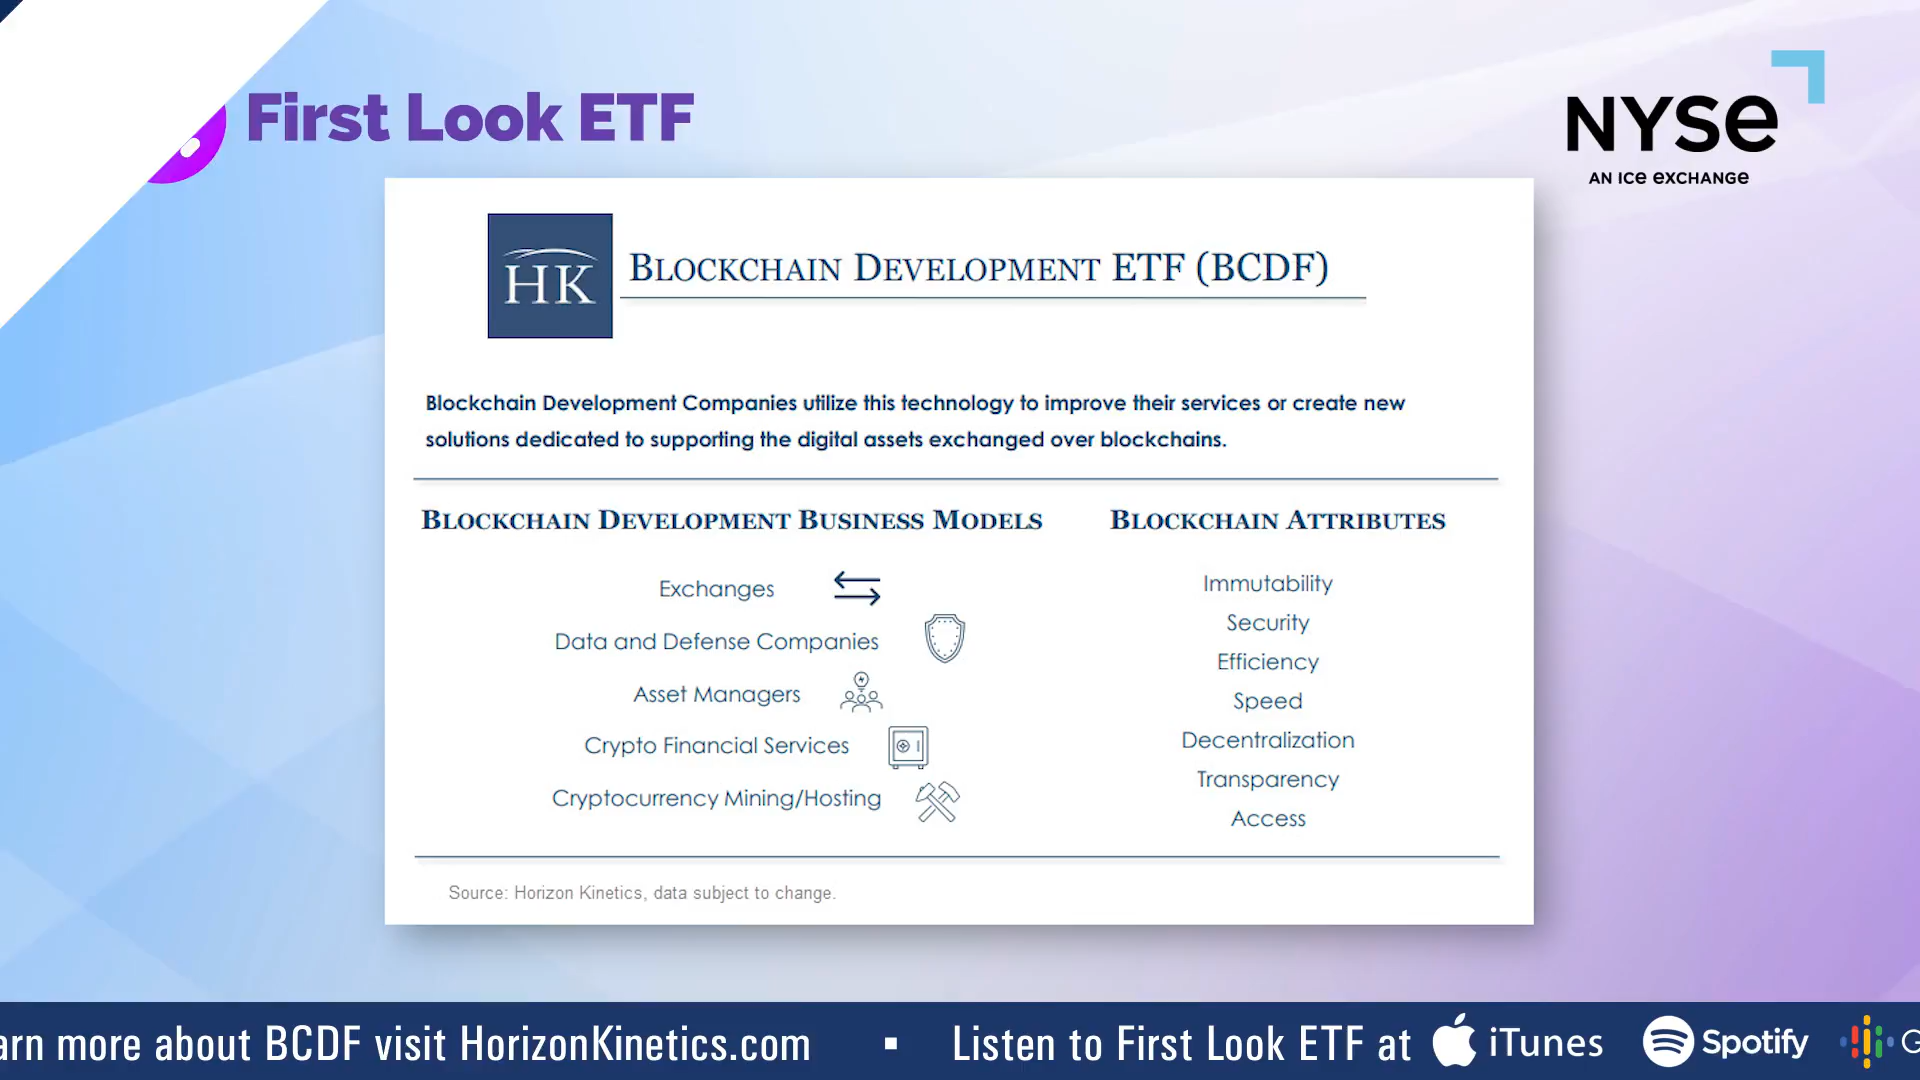 First Look ETF
NYSE
AN ICE EXCHANGE
HK
BLOCKCHAIN DEVELOPMENT ETF (BCDF)
Blockchain Development Companies utilize this technology to improve their services or create new
solutions dedicated to supporting the digital assets exchanged over blockchains.
BLOCKCHAIN DEVELOPMENT BUSINESS MODELS
Exchanges
Data and Defense Companies
Asset Managers
Crypto Financial Services
Cryptocurrency Mining/Hosting
BLOCKCHAIN ATTRIBUTES
Immutability
Security
Efficiency
Speed
Decentralization
Transparency
Access
Source: Horizon Kinetics, data subject to change.
arn more about BCDF visit HorizonKinetics.com ▪ Listen to First Look ETF at iTunes Spotify G